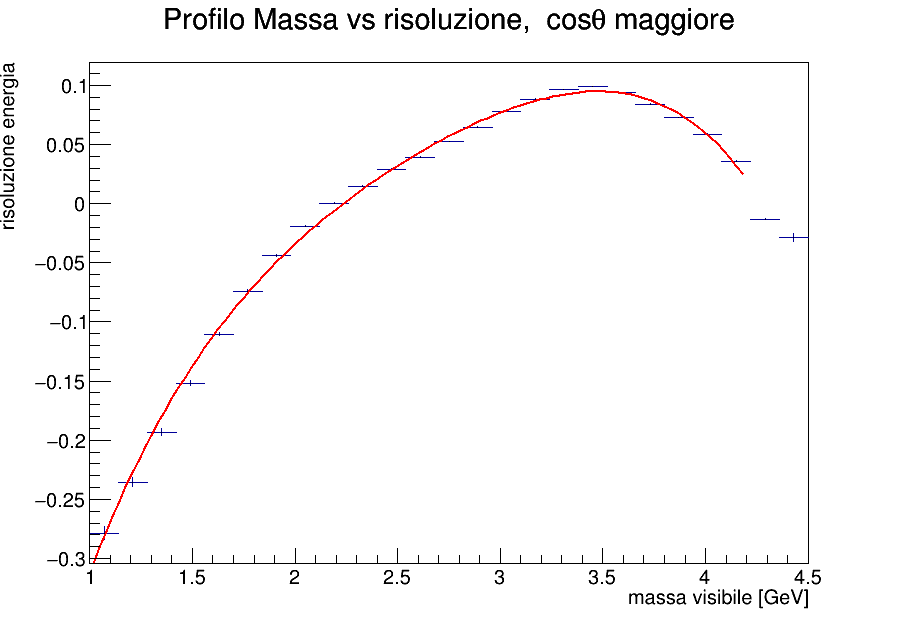 Profilo Massa vs risoluzione,  cosθ maggiore
risoluzione energia
0.1
0.05
0
−0.05
−0.1
−0.15
−0.2
−0.25
−0.3
1 1.5 2 2.5 3 3.5 4 4.5
massa visibile [GeV]